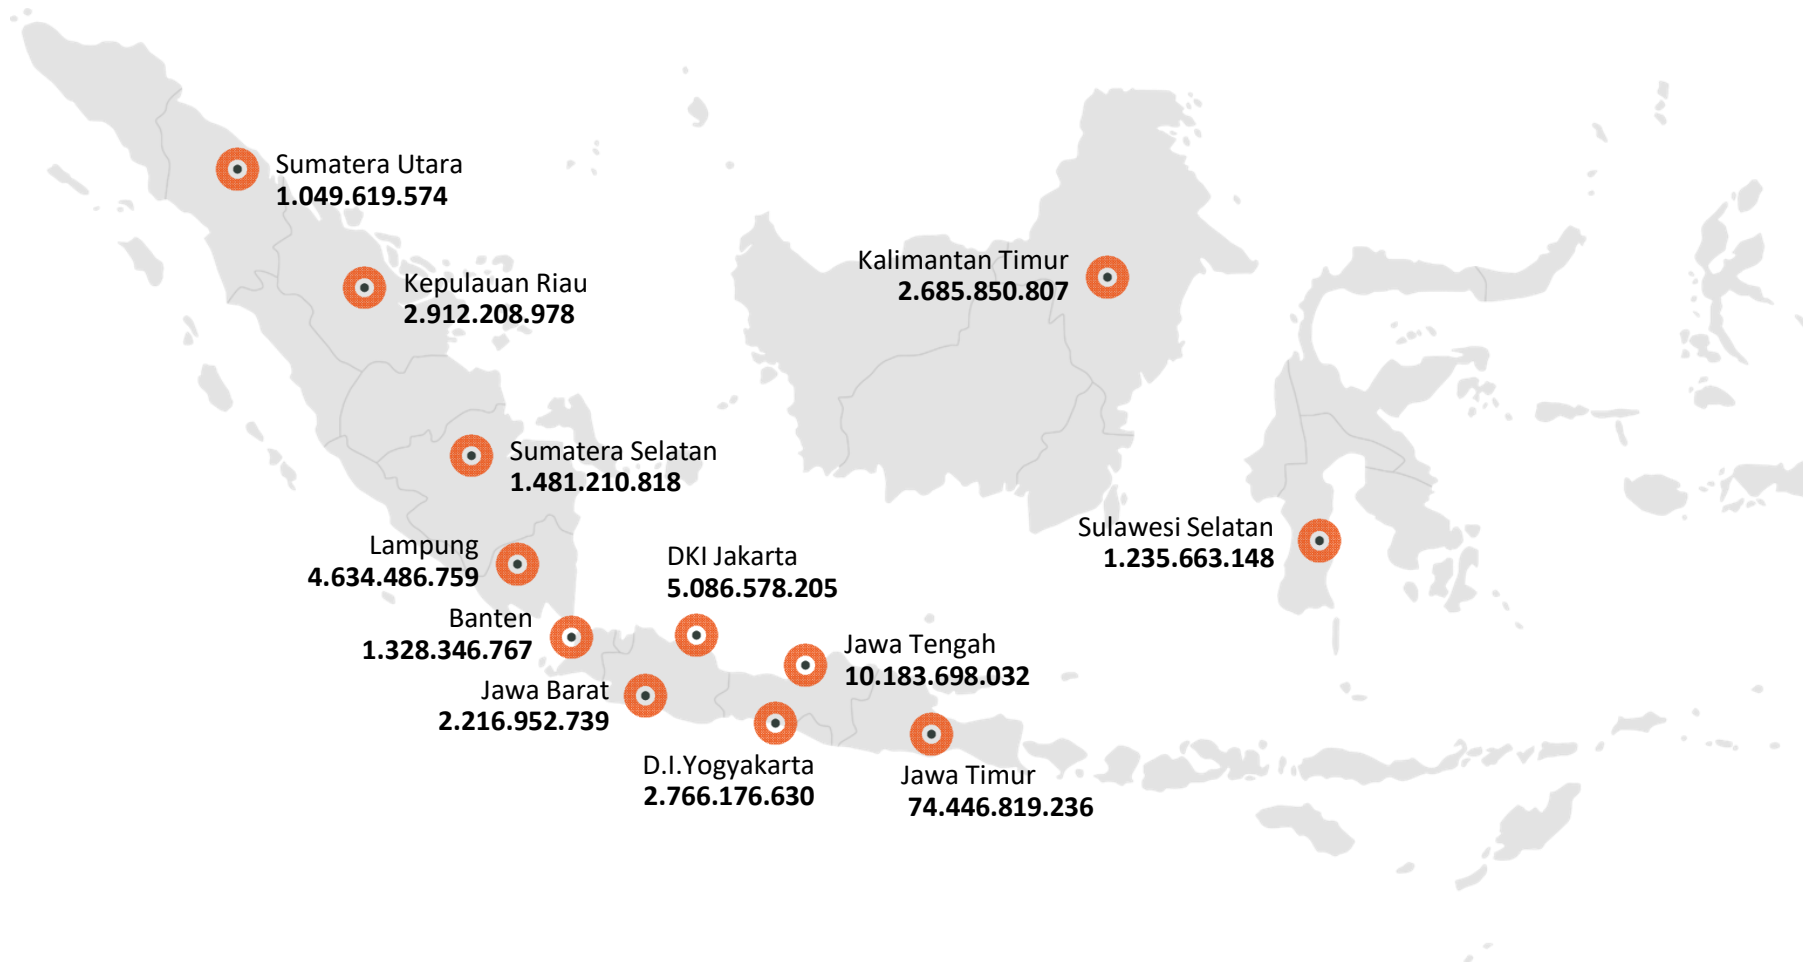 Sumatera Utara
1.049.619.574
Kepulauan Riau
2.912.208.978
Kalimantan Timur
2.685.850.807
Sumatera Selatan
1.481.210.818
Sulawesi Selatan
1.235.663.148
Lampung
4.634.486.759
DKI Jakarta
5.086.578.205
Banten
1.328.346.767
Jawa Tengah
10.183.698.032
Jawa Barat
2.216.952.739
D.I.Yogyakarta
2.766.176.630
Jawa Timur
74.446.819.236